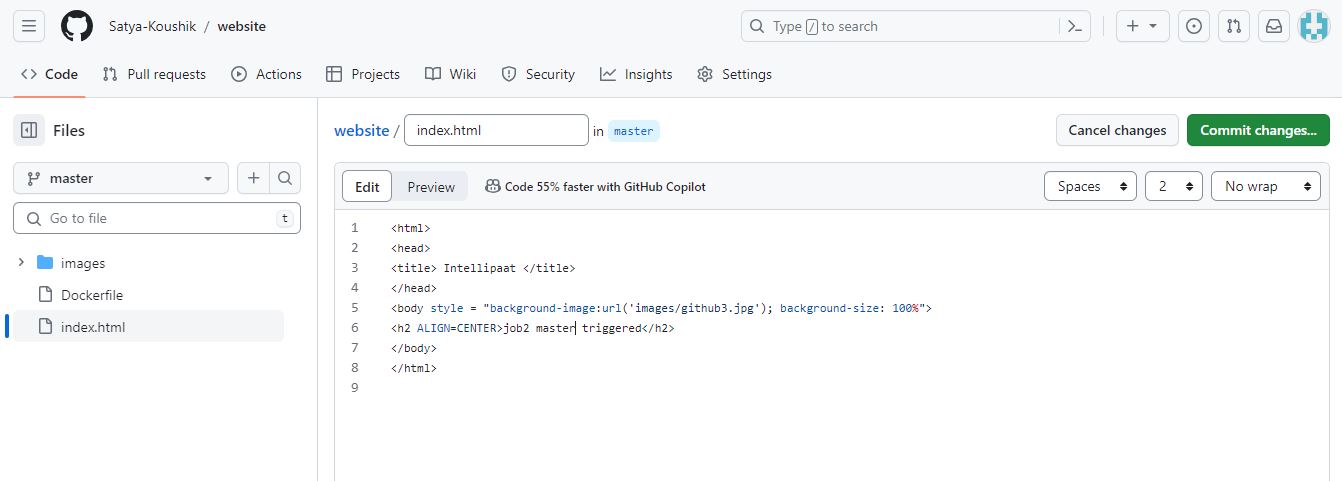 Satya-Koushik / website
Type / to search
Code Pull requests Actions Projects Wiki Security Insights Settings
Files
website / index.html in master
Cancel changes Commit changes...
master
Edit Preview Code 55% faster with GitHub Copilot
Spaces 2 No wrap
Go to file t
images
Dockerfile
index.html
1 <html>
2 <head>
3 <title> Intellipaat </title>
4 </head>
5 <body style = "background-image:url('images/github3.jpg'); background-size: 100%">
6 <h2 ALIGN=CENTER>job2 master triggered</h2>
7 </body>
8 </html>
9